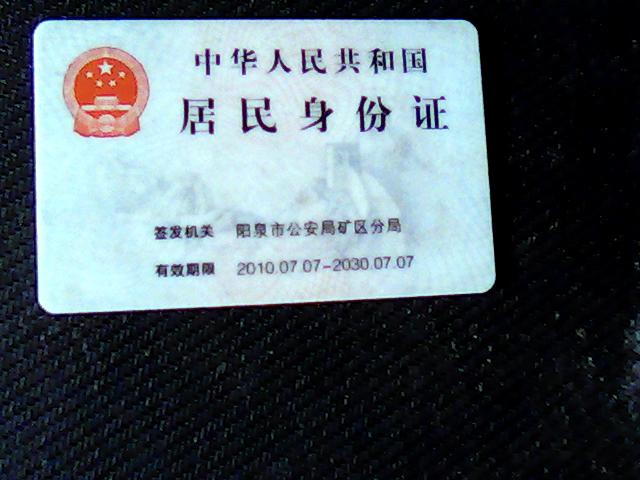 中华人民共和国
居民身份证
签发机关 阳泉市公安局矿区分局
有效期限 2010.07.07-2030.07.07